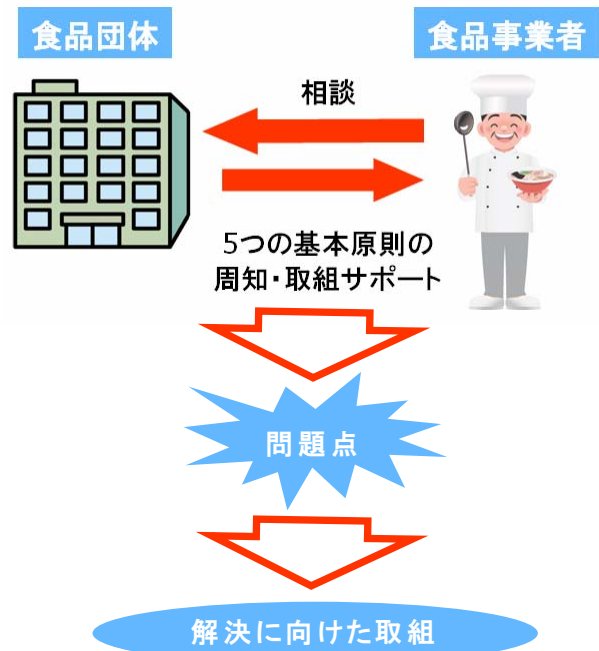 食品団体
食品事業者
相談
5つの基本原則の
周知・取組サポート
問題点
解決に向けた取組